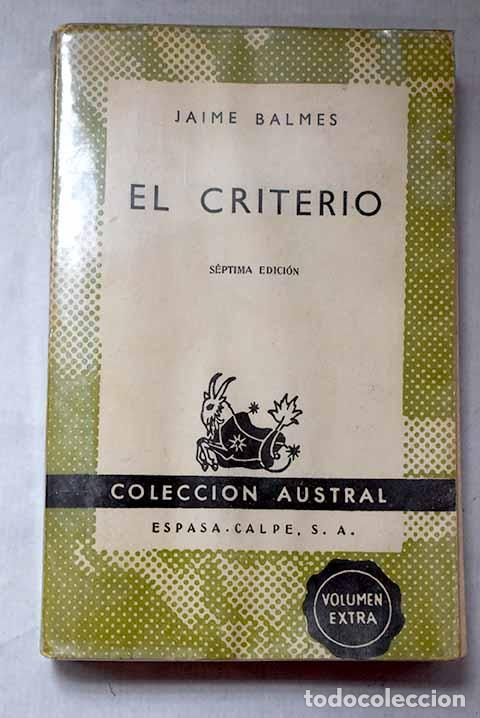 JAIME BALMES
EL CRITERIO
SÉPTIMA EDICIÓN
COLECCION AUSTRAL
ESPASA-CALPE, S. A.
VOLUMEN
EXTRA
todocoleccion